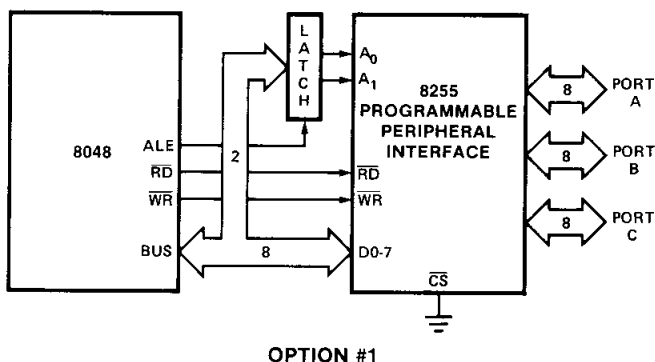 LATCH
A0
A1
8255
PROGRAMMABLE
PERIPHERAL
INTERFACE
8
PORT
A
8048
ALE
2
RD
WR
RD
WR
8
PORT
B
8
PORT
C
BUS
8
D0-7
CS
OPTION #1